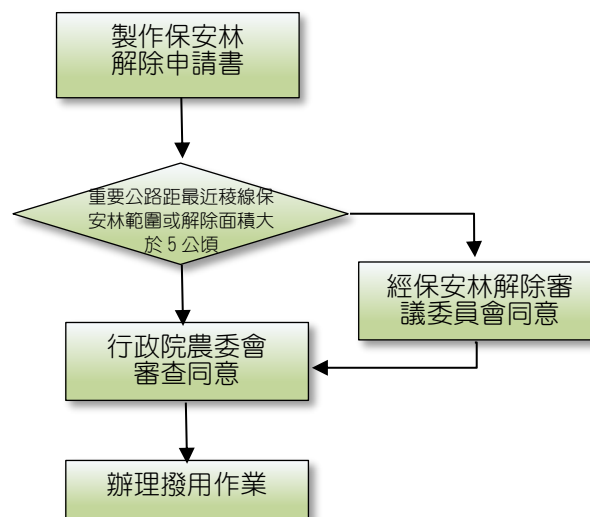 製作保安林
解除申請書
重要公路距最近稜線保
安林範圍或解除面積大
於 5 公頃
經保安林解除審
議委員會同意
行政院農委會
審查同意
辦理撥用作業